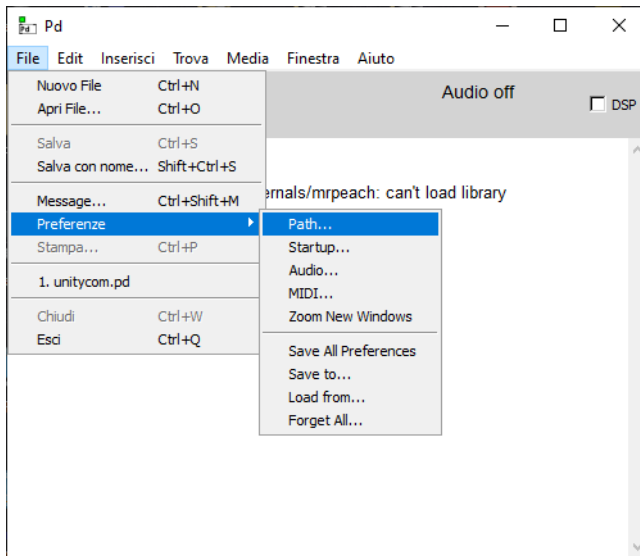 Pd
File Edit Inserisci Trova Media Finestra Aiuto
Audio off
DSP
Nuovo File Ctrl+N
Apri File... Ctrl+O
Salva Ctrl+S
Salva con nome... Shift+Ctrl+S
Message... Ctrl+Shift+M
Preferenze
Stampa... Ctrl+P
1. unitycom.pd
Chiudi Ctrl+W
Esci Ctrl+Q
ernals/mrpeach: can't load library
Path...
Startup...
Audio...
MIDI...
Zoom New Windows
Save All Preferences
Save to...
Load from...
Forget All...